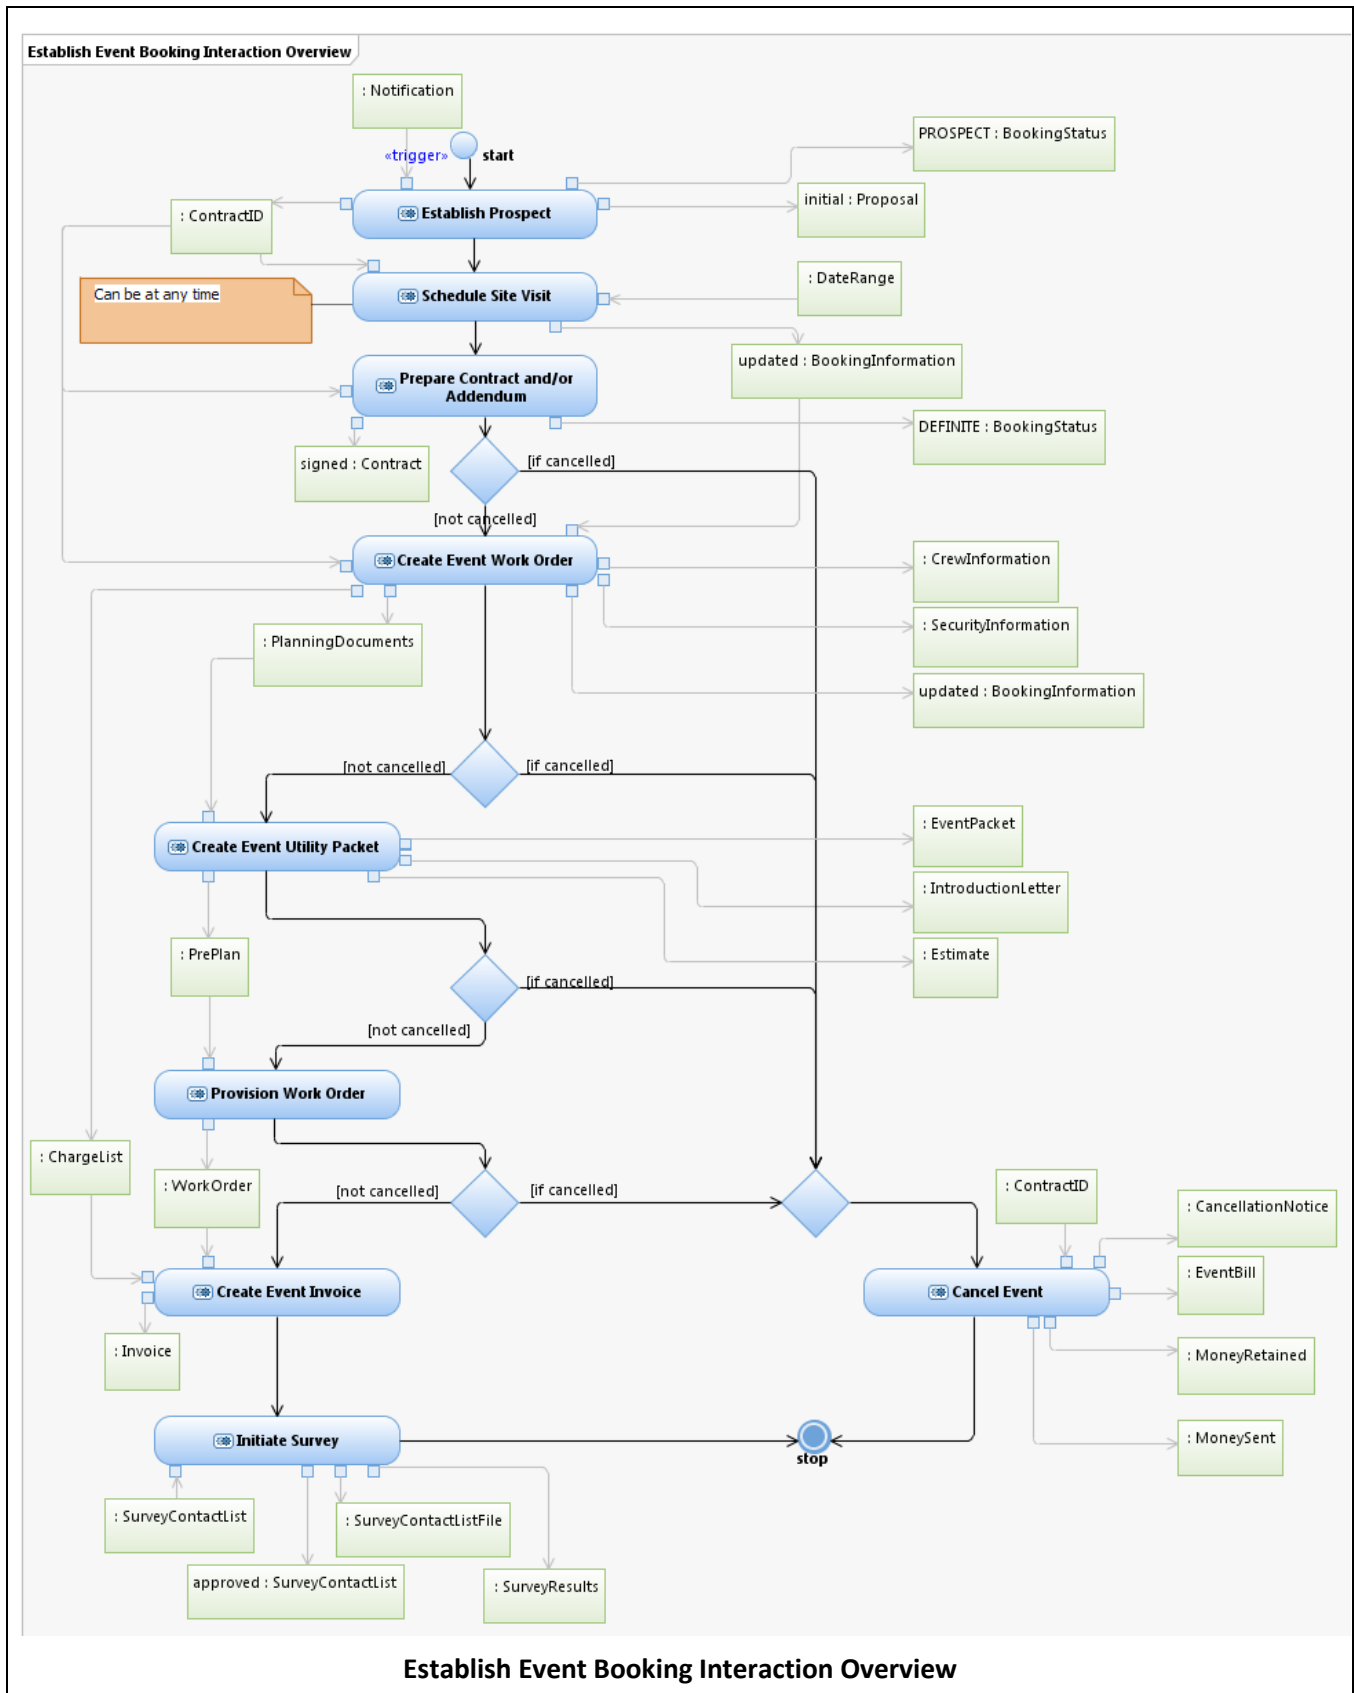 Establish Event Booking Interaction Overview
: Notification
«trigger»
start
PROSPECT : BookingStatus
: ContractID
Establish Prospect
initial : Proposal
Can be at any time
Schedule Site Visit
: DateRange
updated : BookingInformation
Prepare Contract and/or
Addendum
DEFINITE : BookingStatus
signed : Contract
[if cancelled]
[not cancelled]
Create Event Work Order
: CrewInformation
: SecurityInformation
: PlanningDocuments
updated : BookingInformation
[not cancelled]
[if cancelled]
Create Event Utility Packet
: EventPacket
: IntroductionLetter
: PrePlan
: Estimate
[if cancelled]
[not cancelled]
Provision Work Order
: ChargeList
: WorkOrder
[not cancelled]
[if cancelled]
: ContractID
: CancellationNotice
Create Event Invoice
Cancel Event
: EventBill
: Invoice
: MoneyRetained
Initiate Survey
stop
: MoneySent
: SurveyContactList
: SurveyContactListFile
approved : SurveyContactList
: SurveyResults
Establish Event Booking Interaction Overview